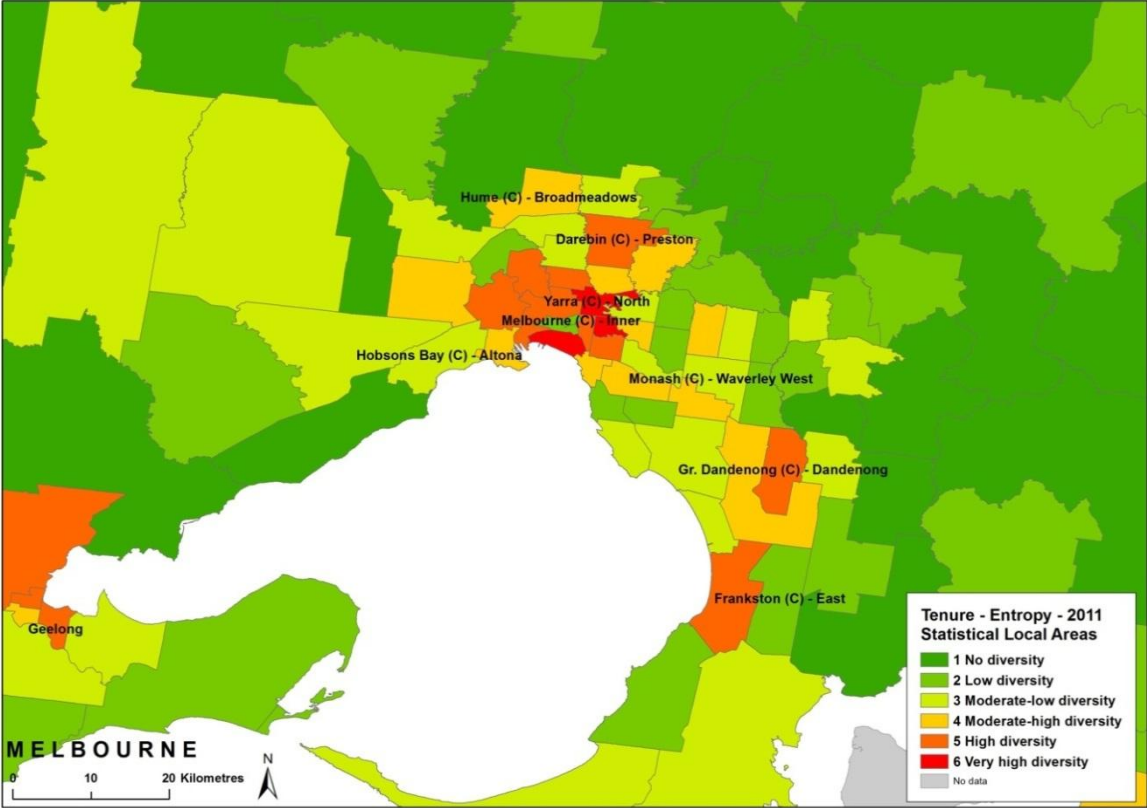 Hume (C) - Broadmeadows
Darebin (C) - Preston
Yarra (C) - North
Melbourne (C) - Inner
Hobsons Bay (C) - Altona
Monash (C) - Waverley West
Gr. Dandenong (C) - Dandenong
Frankston (C) - East
Geelong
Tenure - Entropy - 2011
Statistical Local Areas
1 No diversity
2 Low diversity
3 Moderate-low diversity
4 Moderate-high diversity
5 High diversity
6 Very high diversity
No data
MELBOURNE
N
0 10 20 Kilometres